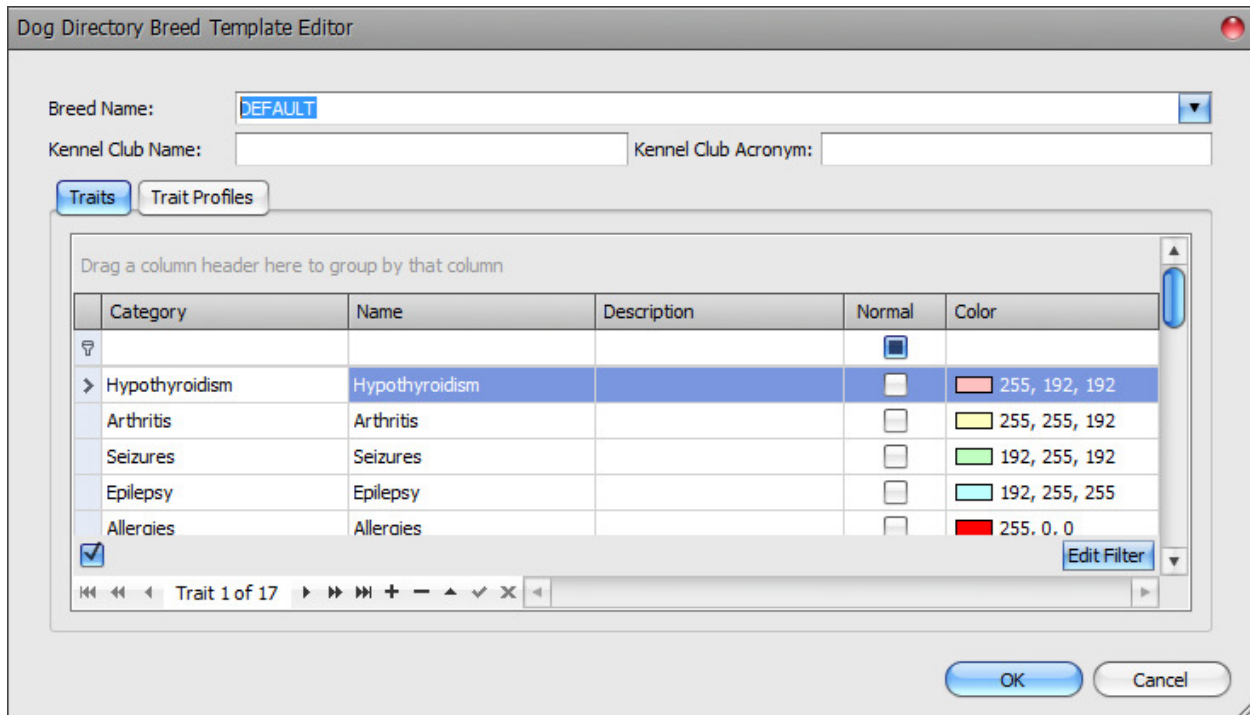 Dog Directory Breed Template Editor
Breed Name: DEFAULT
Kennel Club Name: Kennel Club Acronym:
Traits Trait Profiles
Drag a column header here to group by that column
Category Name Description Normal Color
Hypothyroidism Hypothyroidism 255, 192, 192
Arthritis Arthritis 255, 255, 192
Seizures Seizures 192, 255, 192
Epilepsy Epilepsy 192, 255, 255
Allergies Allergies 255, 0, 0
Edit Filter
Trait 1 of 17
OK Cancel